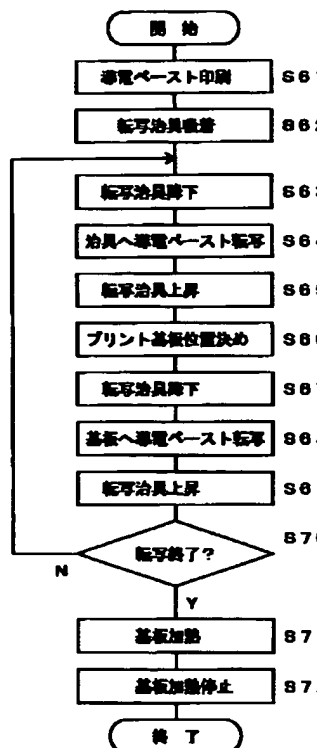 開 始
導電ペースト印刷 S61
転写治具吸着 S62
転写治具降下 S63
治具へ導電ペースト転写 S64
転写治具上昇 S65
プリント基板位置決め S66
転写治具降下 S67
基板へ導電ペースト転写 S6
転写治具上昇 S6
転写終了? S70
N
Y
基板加熱 S7
基板加熱停止 S7
終 了